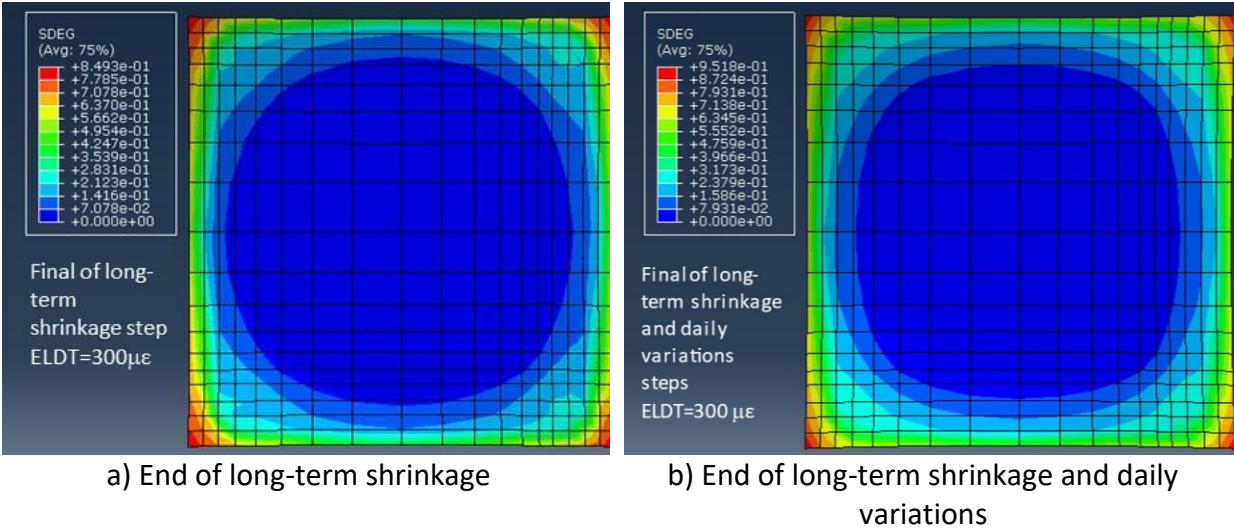 SDEG
(Avg: 75%)
+8.493e-01
+7.785e-01
+7.078e-01
+6.370e-01
+5.662e-01
+4.954e-01
+4.247e-01
+3.539e-01
+2.831e-01
+2.123e-01
+1.416e-01
+7.078e-02
+0.000e+00
Final of long-
term
shrinkage step
ELDT=300με
SDEG
(Avg: 75%)
+9.518e-01
+8.724e-01
+7.931e-01
+7.138e-01
+6.345e-01
+5.552e-01
+4.759e-01
+3.966e-01
+3.173e-01
+2.379e-01
+1.586e-01
+7.931e-02
+0.000e+00
Final of long-
term shrinkage
and daily
variations
steps
ELDT=300 με
a) End of long-term shrinkage
b) End of long-term shrinkage and daily
variations